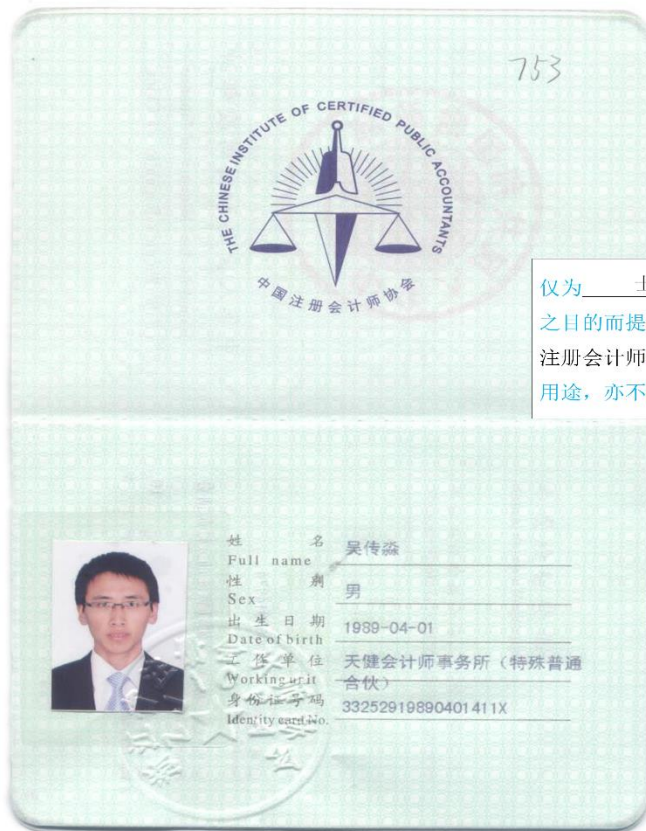 753
THE CHINESE INSTITUTE OF CERTIFIED PUBLIC ACCOUNTANTS
中国注册会计师协会
仅为
之目的而提
注册会计师
用途，亦不
姓 名 吴传淼
Full name
性 别 男
Sex
出生日期 1989-04-01
Date of birth
工作单位 天健会计师事务所（特殊普通
Working unit 合伙）
身份证号码 33252919890401411X
Identity card No.